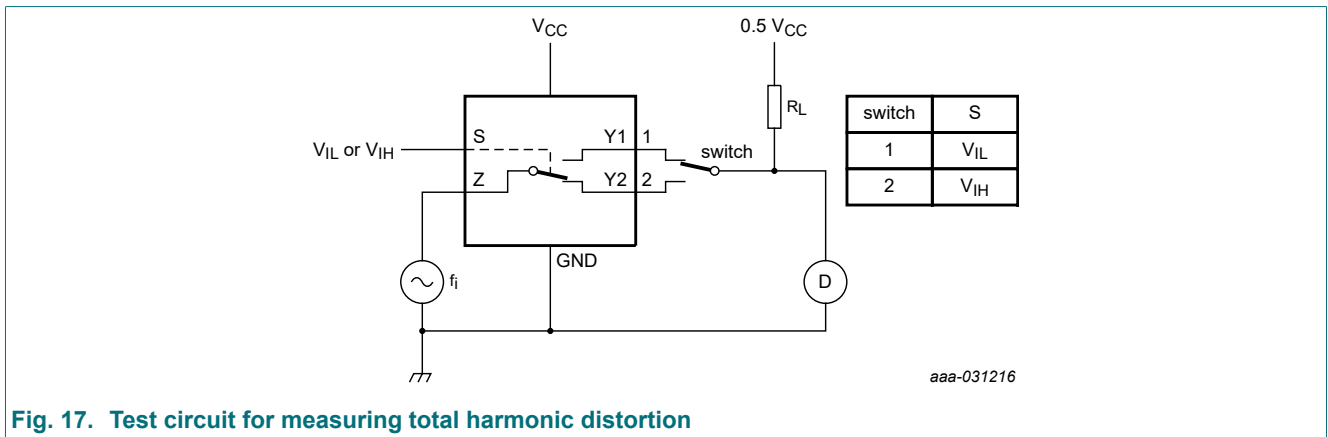 VCC
0.5 VCC
RL
S
Y1
1
switch
VIL or VIH
Z
Y2
2
fi
GND
D
switch S
1 VIL
2 VIH
aaa-031216
Fig. 17. Test circuit for measuring total harmonic distortion